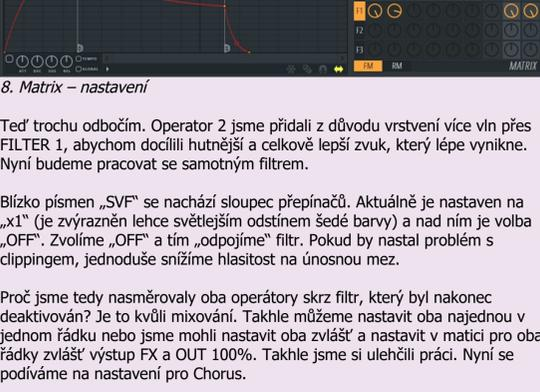 F1
F2
F3
TEMPO
GLOBAL
ATT DEC SUS REL
FM RM MATRIX
8. Matrix – nastavení
Teď trochu odbočím. Operator 2 jsme přidali z důvodu vrstvení více vln přes
FILTER 1, abychom docílili hutnější a celkově lepší zvuk, který lépe vynikne.
Nyní budeme pracovat se samotným filtrem.
Blízko písmen „SVF“ se nachází sloupec přepínačů. Aktuálně je nastaven na
„x1“ (je zvýrazněn lehce světlejším odstínem šedé barvy) a nad ním je volba
„OFF“. Zvolíme „OFF“ a tím „odpojíme“ filtr. Pokud by nastal problém s
clippingem, jednoduše snížíme hlasitost na únosnou mez.
Proč jsme tedy nasměrovaly oba operátory skrz filtr, který byl nakonec
deaktivován? Je to kvůli mixování. Takhle můžeme nastavit oba najednou v
jednom řádku nebo jsme mohli nastavit oba zvlášť a nastavit v matici pro oba
řádky zvlášť výstup FX a OUT 100%. Takhle jsme si ulehčili práci. Nyní se
podíváme na nastavení pro Chorus.